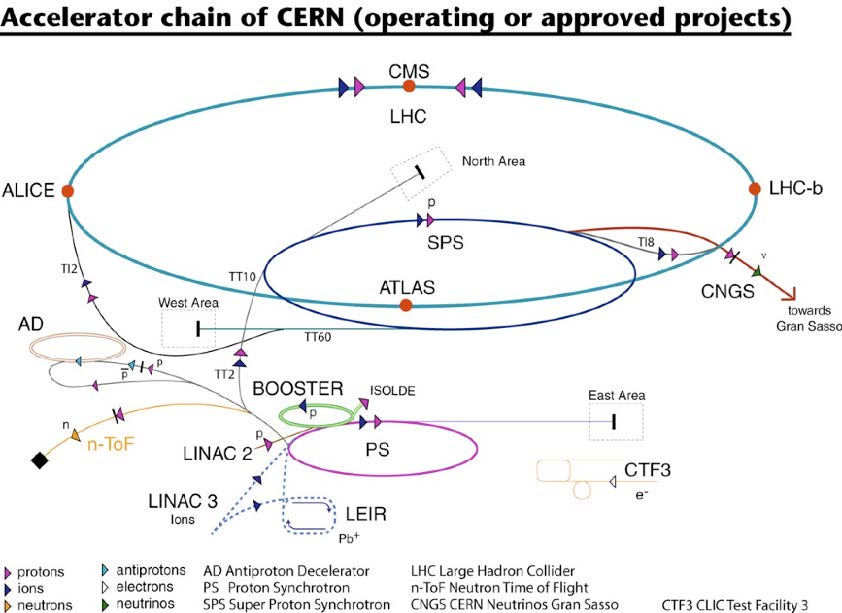 Accelerator chain of CERN (operating or approved projects)
CMS
LHC
North Area
ALICE
LHC-b
p
SPS
TI8
ν
TI2
TT10
ATLAS
CNGS
West Area
towards
Gran Sasso
AD
TT60
p̅
p
TT2
BOOSTER
ISOLDE
East Area
p
n
n-ToF
p
LINAC 2
PS
CTF3
e-
LINAC 3
Ions
LEIR
Pb+
protons
ions
neutrons
antiprotons
electrons
neutrinos
AD Antiproton Decelerator
PS Proton Synchrotron
SPS Super Proton Synchrotron
LHC Large Hadron Collider
n-ToF Neutron Time of Flight
CNGS CERN Neutrinos Gran Sasso
CTF3 CLIC Test Facility 3